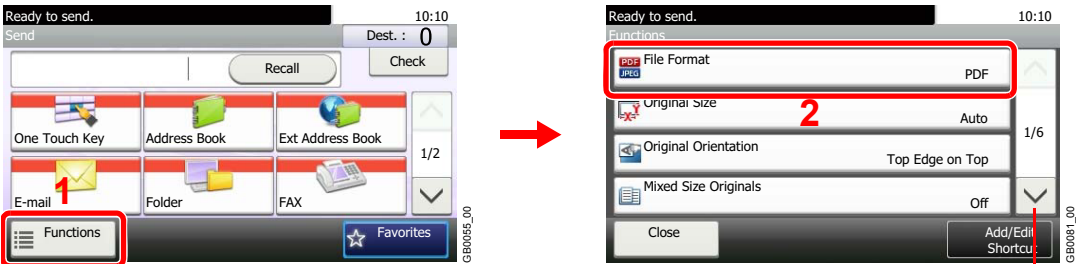 Ready to send.
10:10
Send
Dest. : 0
Recall
Check
One Touch Key
Address Book
Ext Address Book
1/2
E-mail
Folder
FAX
1
Functions
Favorites
GB0055_00
Ready to send.
10:10
Functions
PDF
JPEG
File Format
PDF
2
X
Y
Original Size
Auto
1/6
Original Orientation
Top Edge on Top
Mixed Size Originals
Off
Close
Add/Edit
Shortcut
GB0081_00